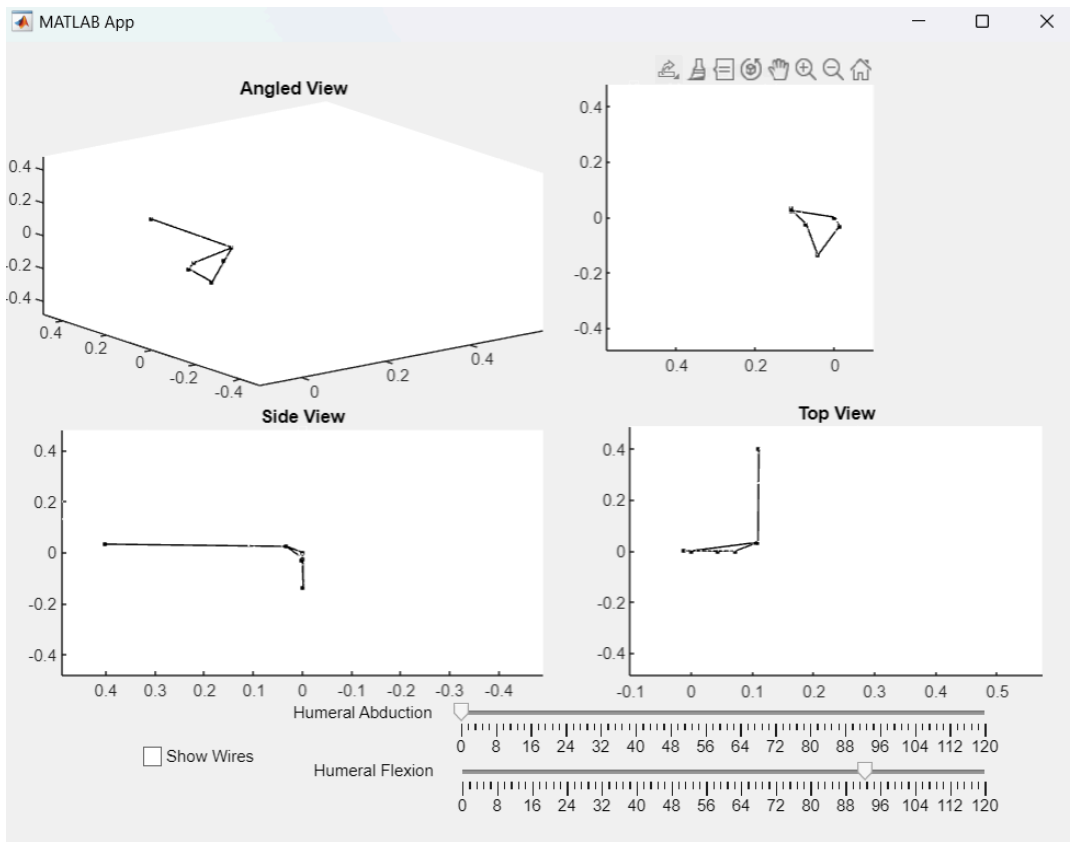 MATLAB App
Angled View
0.4
0.2
0
-0.2
-0.4
0.4
0.2
0
-0.2
-0.4
0
0.2
0.4
0.4
0.2
0
-0.2
-0.4
0.4
0.2
0
Side View
0.4
0.2
0
-0.2
-0.4
0.4 0.3 0.2 0.1 0 -0.1 -0.2 -0.3 -0.4
Top View
0.4
0.2
0
-0.2
-0.4
-0.1 0 0.1 0.2 0.3 0.4 0.5
Humeral Abduction
0 8 16 24 32 40 48 56 64 72 80 88 96 104 112 120
Show Wires
Humeral Flexion
0 8 16 24 32 40 48 56 64 72 80 88 96 104 112 120